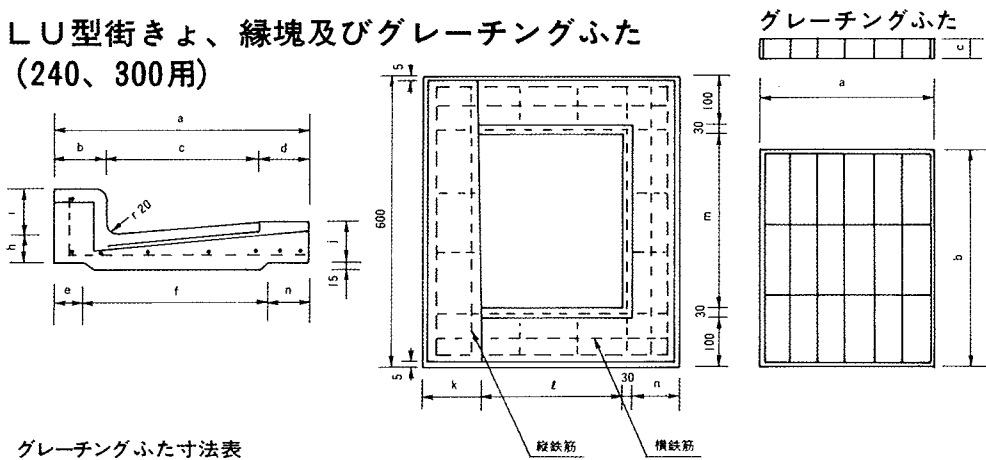 ＬＵ型街きょ、縁塊及びグレーチングふた
(240、300用)
グレーチングふた
a
b c d
i
h
r 20
j
15
e f n
5
600
5
100
30
m
30
100
k ℓ 30 n
縦鉄筋
横鉄筋
c
a
b
グレーチングふた寸法表